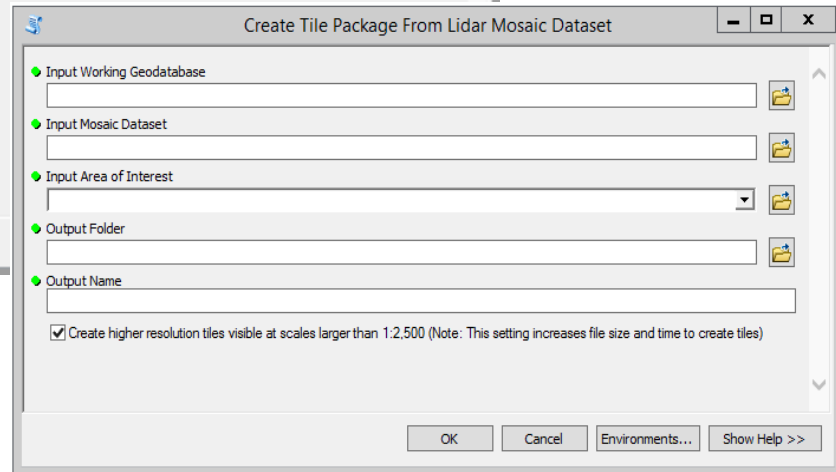 Create Tile Package From Lidar Mosaic Dataset
Input Working Geodatabase
Input Mosaic Dataset
Input Area of Interest
Output Folder
Output Name
Create higher resolution tiles visible at scales larger than 1:2,500 (Note: This setting increases file size and time to create tiles)
OK Cancel Environments... Show Help >>